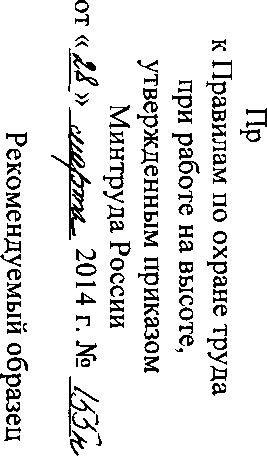 Пр
к Правилам по охране труда
при работе на высоте,
утвержденным приказом
Минтруда России
от «28» марта 2014 г. № 155н
Рекомендуемый образец